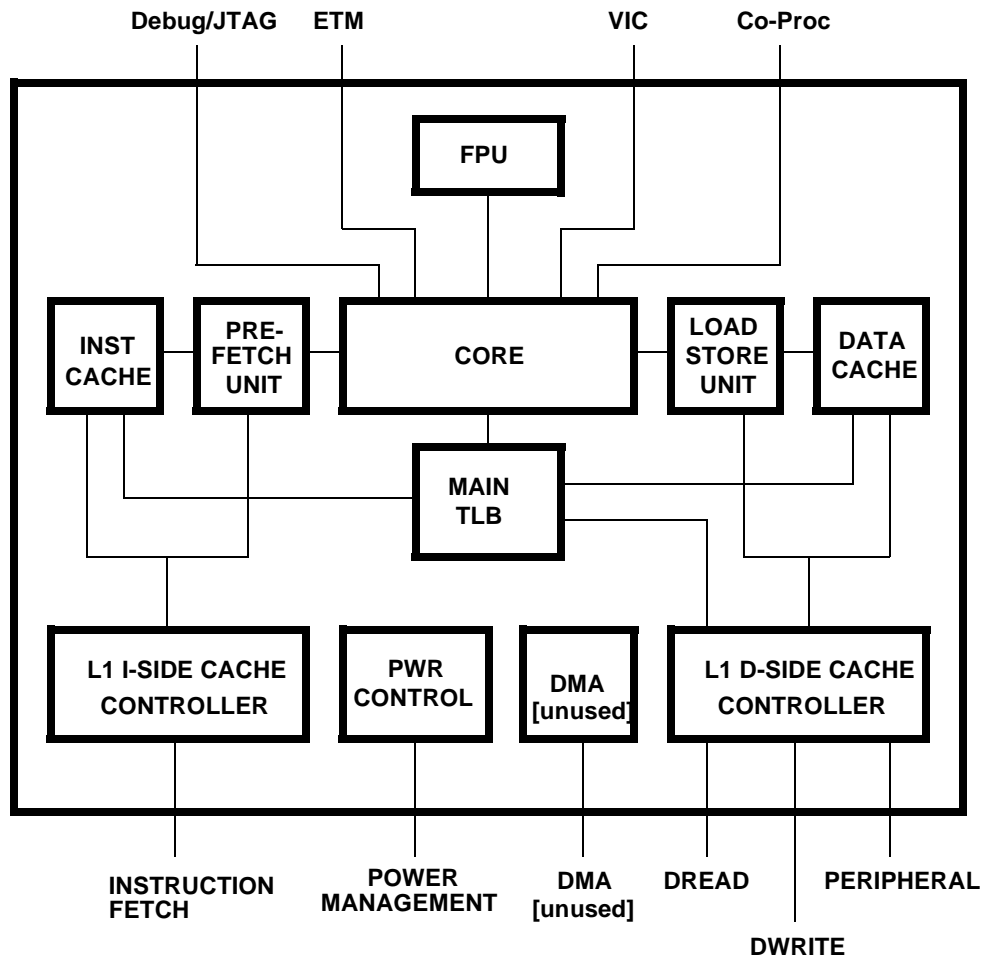 Debug/JTAG ETM VIC Co-Proc
FPU
INST
CACHE
PRE-
FETCH
UNIT
CORE
LOAD
STORE
UNIT
DATA
CACHE
MAIN
TLB
L1 I-SIDE CACHE
CONTROLLER
PWR
CONTROL
DMA
[unused]
L1 D-SIDE CACHE
CONTROLLER
INSTRUCTION
FETCH
POWER
MANAGEMENT
DMA
[unused]
DREAD
DWRITE
PERIPHERAL